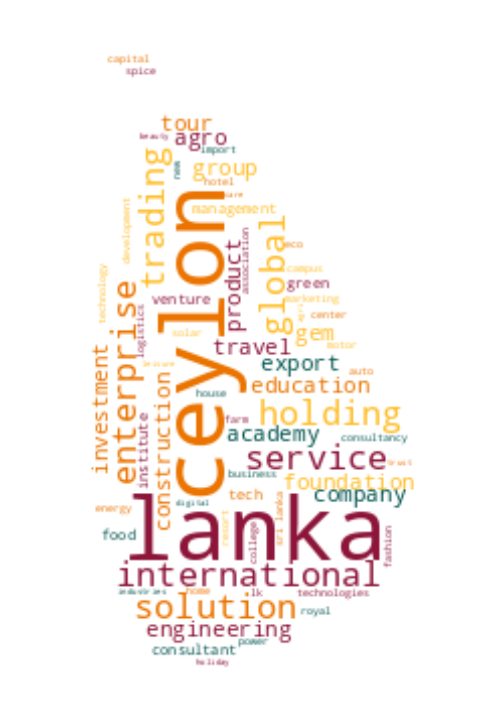 capital
spice
tour
beauty
agro
import
new
group
hotel
care
trading
management
development
ceylon
product
association
global
eco
campus
green
technology
venture
marketing
agri
center
logistics
gem
solar
travel
motor
enterprise
investment
leisure
export
auto
construction
education
house
holding
institute
farm
academy
consultancy
service
trust
business
foundation
tech
company
energy
digital
lanka
sri lanka
resort
college
food
fashion
international
industries
home
lk
technologies
solution
royal
engineering
power
consultant
holiday